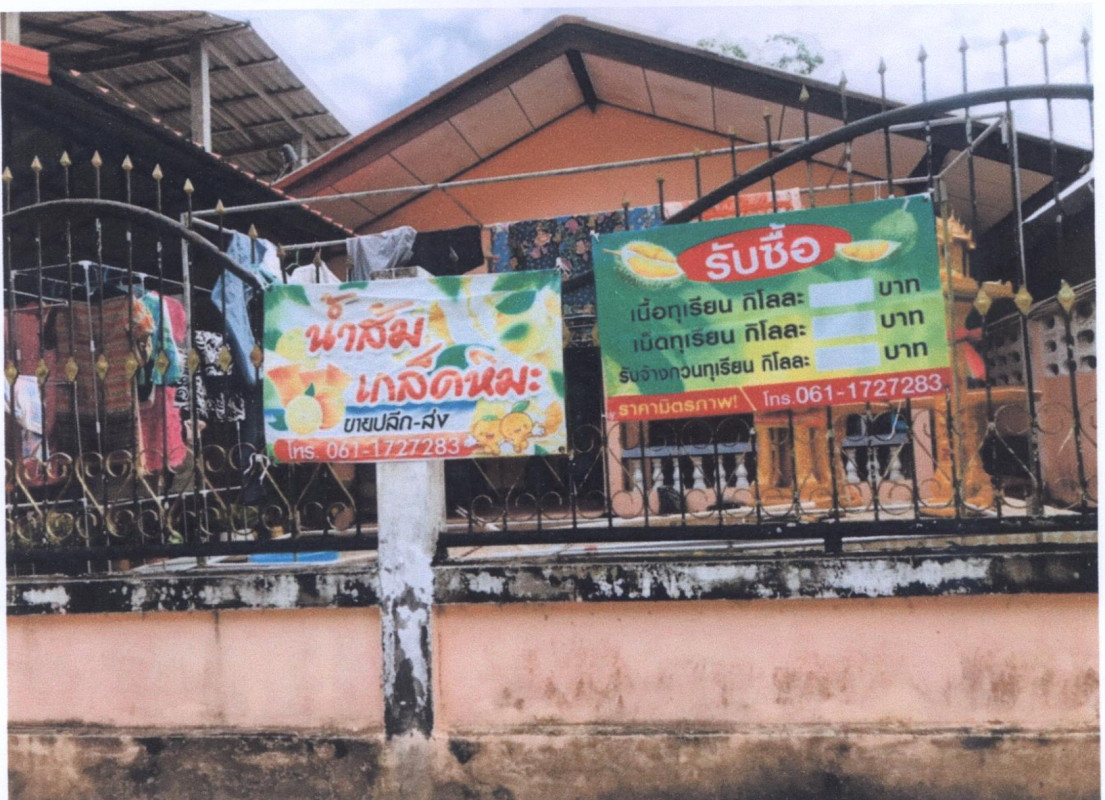 น้ำส้ม
เกล็ดหิมะ
ขายปลีก-ส่ง
โทร. 061-1727283
รับซื้อ
เนื้อทุเรียน กิโลละ บาท
เม็ดทุเรียน กิโลละ บาท
รับจ้างกวนทุเรียน กิโลละ บาท
ราคามิตรภาพ! \ โทร.061-1727283